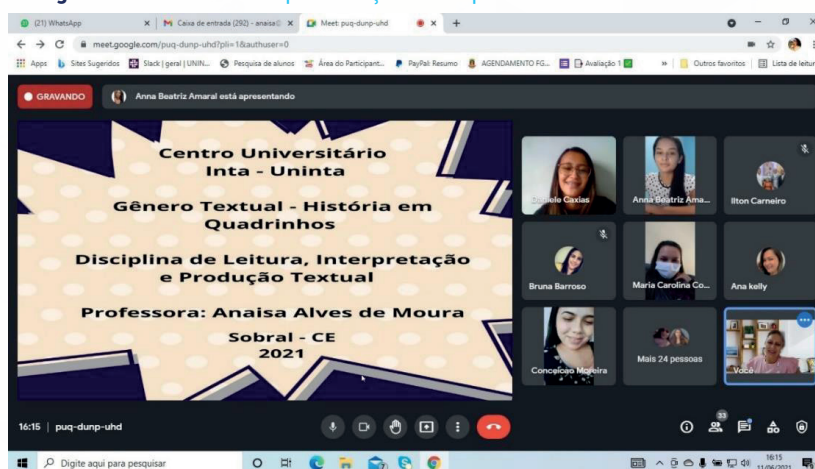 (21) WhatsApp
Caixa de entrada (292) - anaisa
Meet: puq-dunp-uhd
meet.google.com/puq-dunp-uhd?pli=1&authuser=0
Apps
Sites Sugeridos
Slack | geral | UNIN...
Pesquisa de alunos
Área do Participant...
PayPal: Resumo
AGENDAMENTO FG...
Avaliação 1
Outros favoritos
Lista de leitur
GRAVANDO
Anna Beatriz Amaral está apresentando
Centro Universitário
Inta - Uninta
Gênero Textual - História em
Quadrinhos
Disciplina de Leitura, Interpretação
e Produção Textual
Professora: Anaisa Alves de Moura
Sobral - CE
2021
Daniele Caxias
Anna Beatriz Ama...
Ilton Carneiro
Bruna Barroso
Maria Carolina Co...
Ana kelly
Conceicao Moreira
Mais 24 pessoas
Você
16:15 | puq-dunp-uhd
33
Digite aqui para pesquisar
16:15
11/06/2021